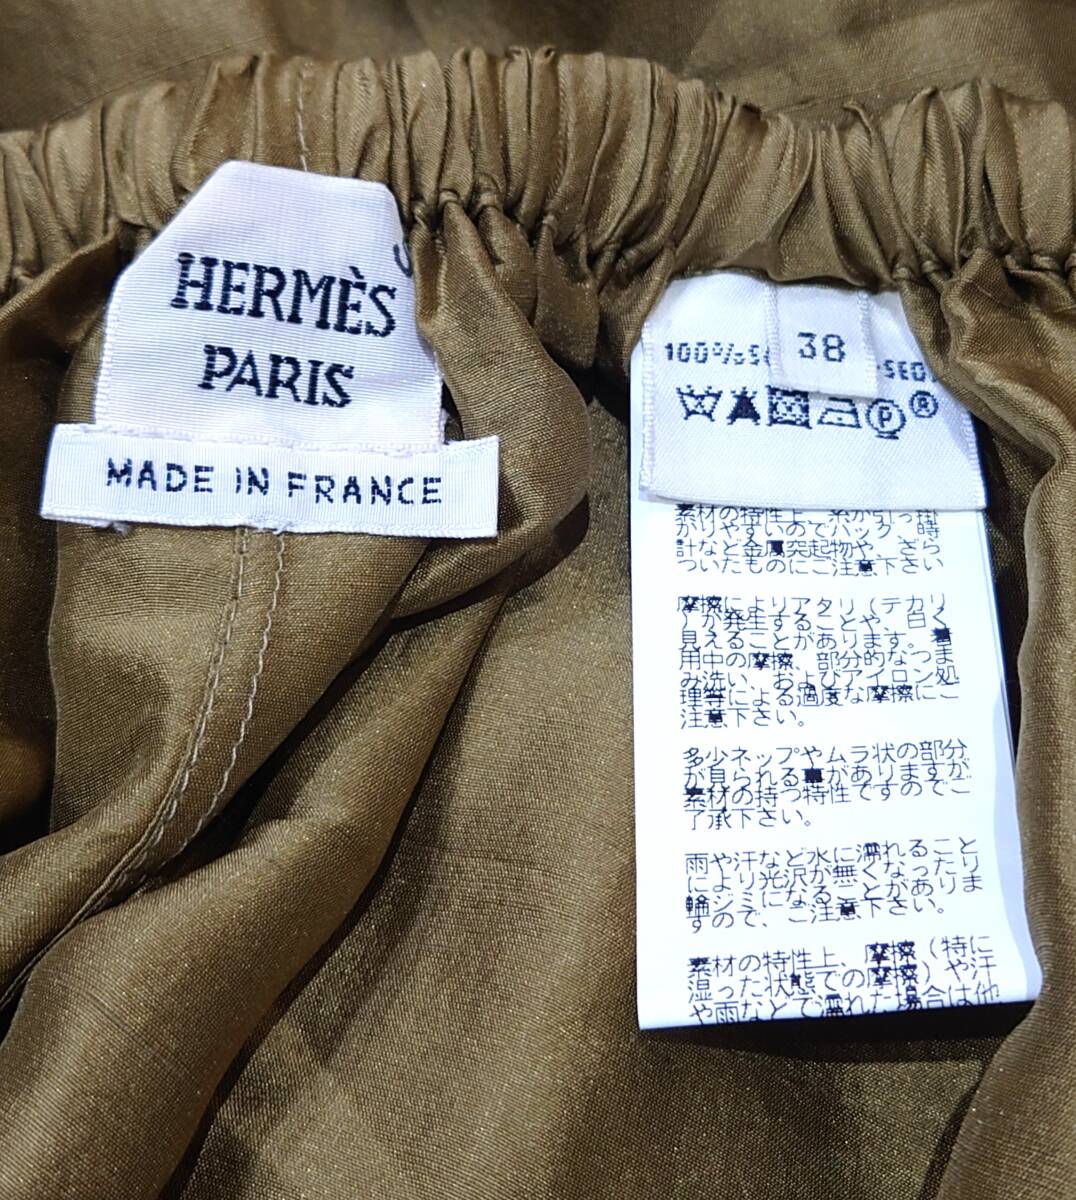 HERMÈS
PARIS
MADE IN FRANCE
38
100%
P ®
素材の特性上、糸が引っ掛
がりやすいのでバック、時
計など金属突起物や、ざら
ついたものにご注意下さい
摩擦によりアタリ(テカリ
)が発生することや、白く
見えることがあります。着
用中の摩擦、部分的なつま
み洗い、およびアイロン処
理等による過度な摩擦にご
注意下さい。
多少ネップやムラ状の部分
が見られる事がありますが
素材の持つ特性ですのでご
了承下さい。
雨や汗など水に濡れること
により光沢が無くなったり
輪ジミになることがありま
すので、ご注意下さい。
素材の特性上、摩擦(特に
湿った状態での摩擦)や汗
や雨などで濡れた場合は他